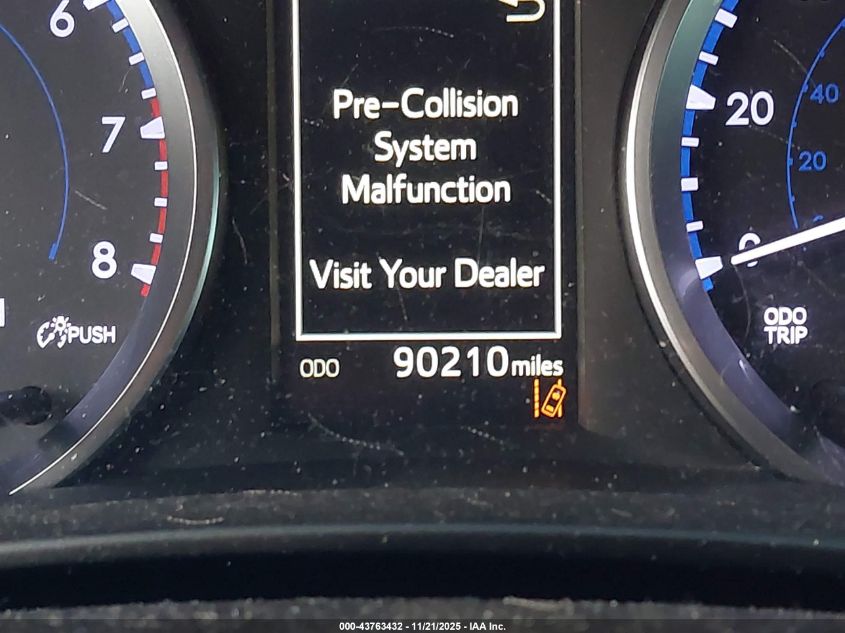 6
7
8
PUSH
Pre-Collision
System
Malfunction
Visit Your Dealer
ODO 90210 miles
20
0
40
20
ODO
TRIP
000-43763432 - 11/21/2025 - IAA Inc.